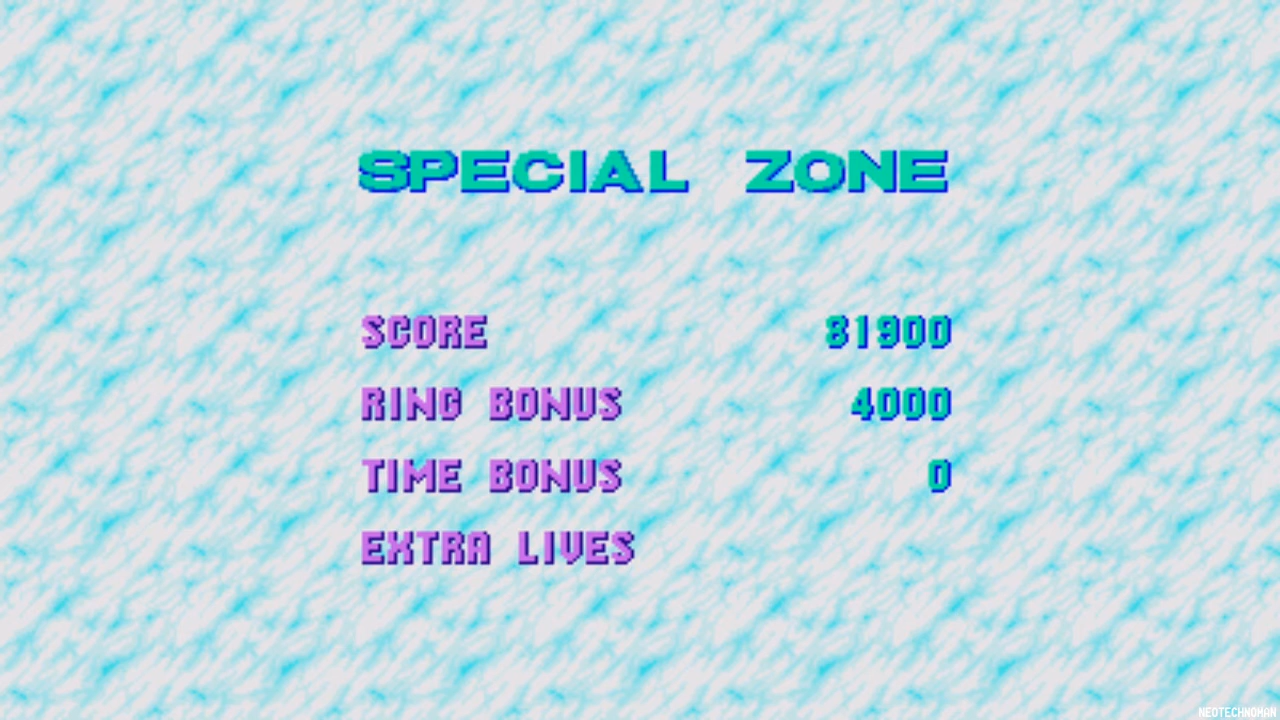 SPECIAL ZONE
SCORE 81900
RING BONUS 4000
TIME BONUS 0
EXTRA LIVES
NEOTECHNOMAN